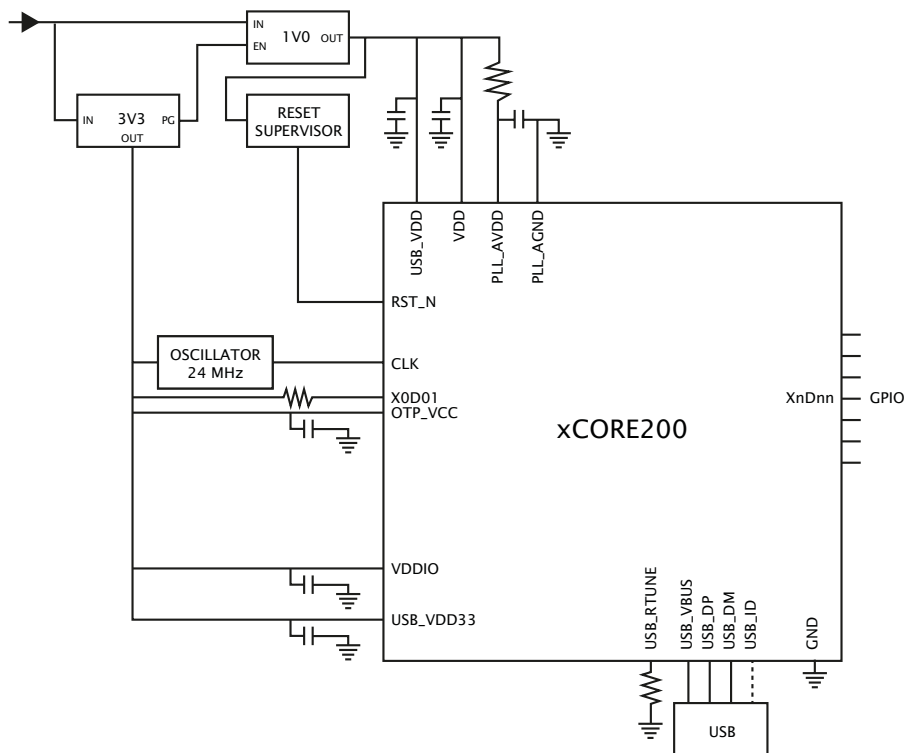 IN
1V0
OUT
EN
IN
3V3
PG
OUT
RESET
SUPERVISOR
USB_VDD
VDD
PLL_AVDD
PLL_AGND
RST_N
OSCILLATOR
24 MHz
CLK
X0D01
OTP_VCC
XnDnn
GPIO
xCORE200
VDDIO
USB_VDD33
USB_RTUNE
USB_VBUS
USB_DP
USB_DM
USB_ID
GND
USB